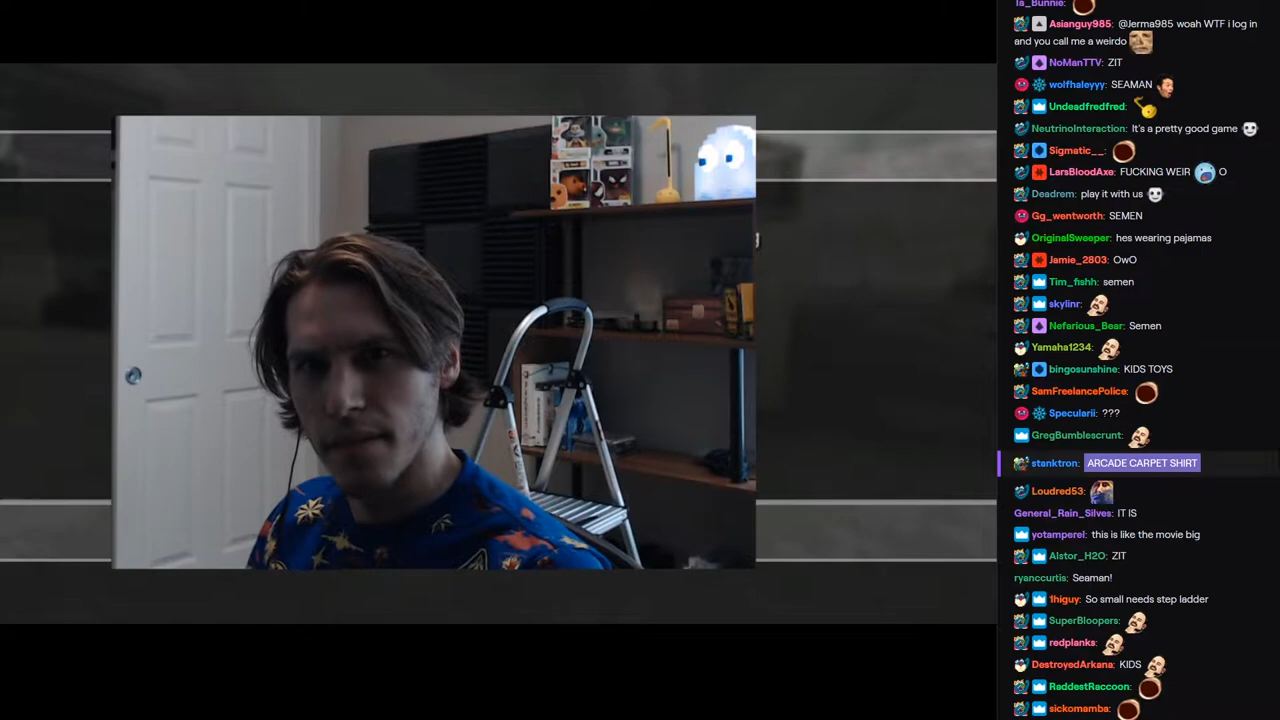 Ta_Bunnie:
Asianguy985: @Jerma985 woah WTF i log in
and you call me a weirdo
NoManTTV: ZIT
wolfhaleyyy: SEAMAN
Undeadfredfred:
NeutrinoInteraction: It's a pretty good game
Sigmatic__:
LarsBloodAxe: FUCKING WEIR O
Deadrem: play it with us
Gg_wentworth: SEMEN
OriginalSweeper: hes wearing pajamas
Jamie_2803: OwO
Tim_fishh: semen
skylinr:
Nefarious_Bear: Semen
Yamaha1234:
bingosunshine: KIDS TOYS
SamFreelancePolice:
Specularii: ???
GregBumblescrunt:
stanktron: ARCADE CARPET SHIRT
Loudred53:
General_Rain_Silves: IT IS
yotamperel: this is like the movie big
Alstor_H2O: ZIT
ryanccurtis: Seaman!
1higuy: So small needs step ladder
SuperBloopers:
redplanks:
DestroyedArkana: KIDS
RaddestRaccoon:
sickomamba: